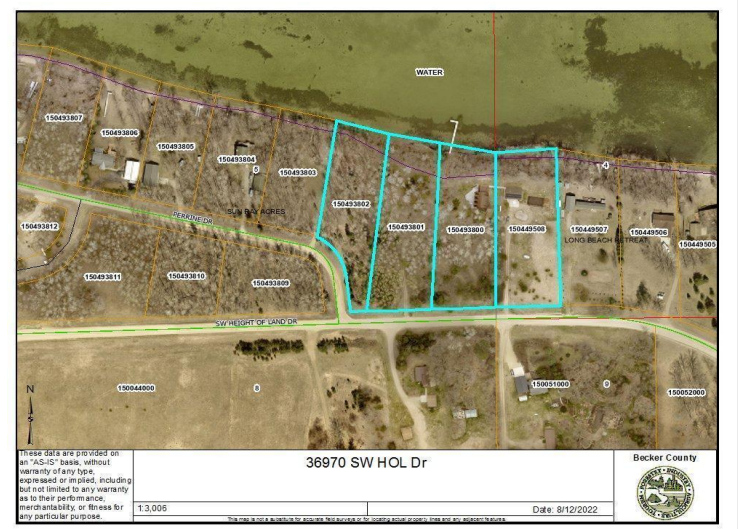 WATER
150493807
150493806
150493805
150493804
5
150493803
4
150493802
150493801
150493800
150449508
150449507
150449506
150449505
SUN RAY ACRES
LONG BEACH RETREAT
PERRINE DR
150493812
150493811
150493810
150493809
SW HEIGHT OF LAND DR
150044000
8
150051000
9
150052000
N
S
These data are provided on
an "AS-IS" basis, without
warranty of any type,
expressed or implied, including
but not limited to any warranty
as to their performance,
merchantability, or fitness for
any particular purpose.
36970 SW HOL Dr
Becker County
1:3,006
Date: 8/12/2022
This map is not a substitute for accurate field surveys or for locating actual property lines and any adjacent features.